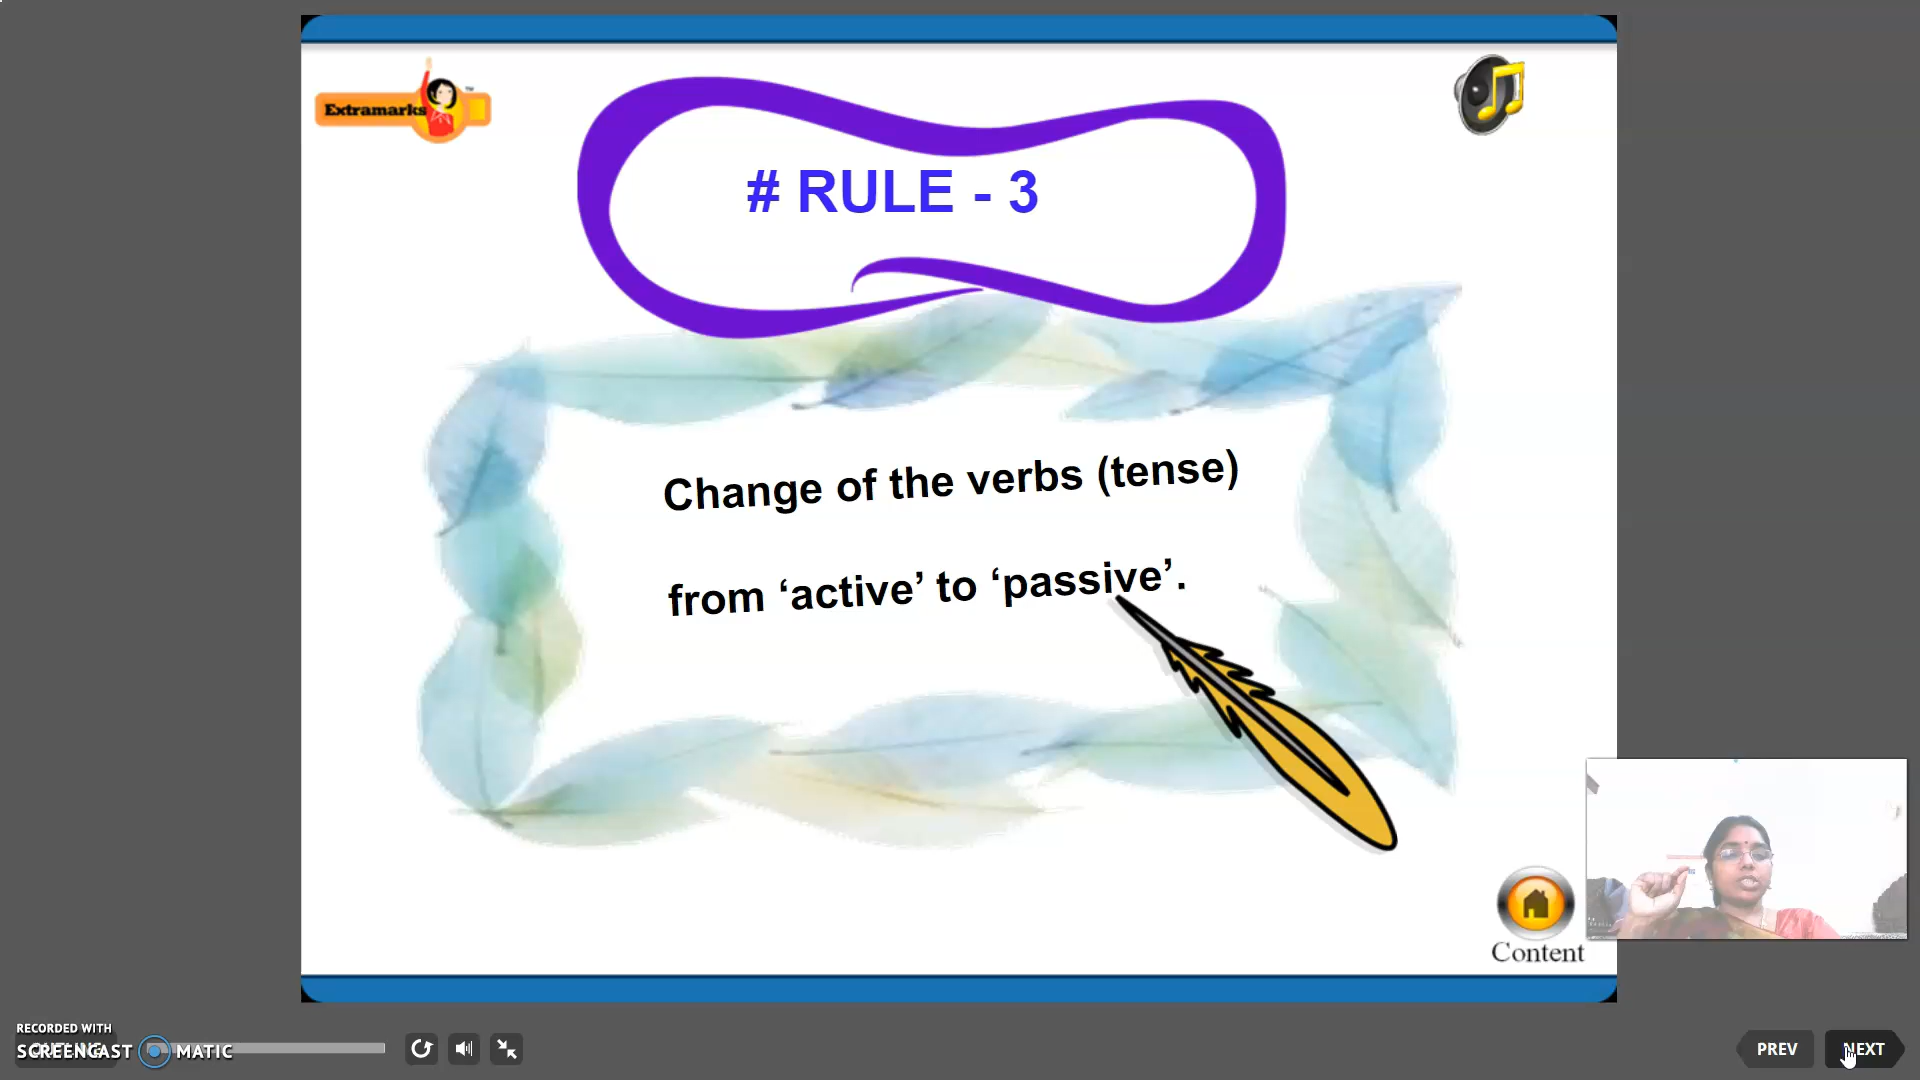 Extramarks
TM
# RULE - 3
Change of the verbs (tense)
from ‘active’ to ‘passive’.
Content
RECORDED WITH
SCREENCAST MATIC
PREV
NEXT